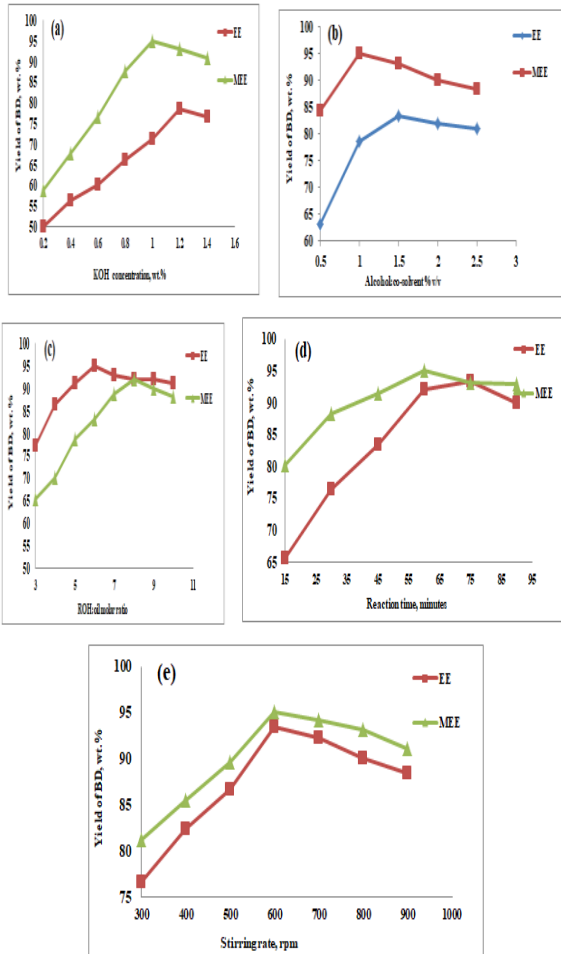 (a)
EE
MEE
Yield of BD, wt.%
100
95
90
85
80
75
70
65
60
55
50
0.2 0.4 0.6 0.8 1 1.2 1.4 1.6
KOH concentration, wt.%
(b)
EE
MEE
Yield of BD, wt.%
100
95
90
85
80
75
70
65
60
0.5 1 1.5 2 2.5 3
Alcohol:co-solvent % v/v
(c)
EE
MEE
Yield of BD, wt.%
100
95
90
85
80
75
70
65
60
55
50
3 5 7 9 11
ROH:oil molar ratio
(d)
EE
MEE
Yield of BD, wt.%
100
95
90
85
80
75
70
65
15 25 35 45 55 65 75 85 95
Reaction time, minutes
(e)
EE
MEE
Yield of BD, wt.%
100
95
90
85
80
75
300 400 500 600 700 800 900 1000
Stirring rate, rpm